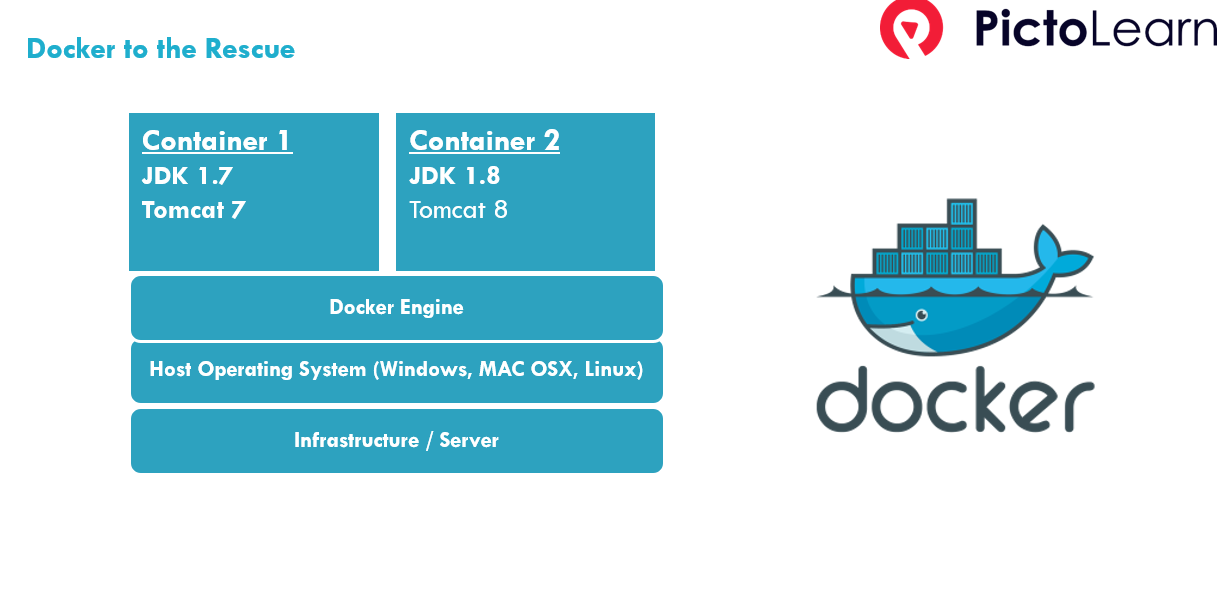 PictoLearn
Docker to the Rescue
Container 1
JDK 1.7
Tomcat 7
Container 2
JDK 1.8
Tomcat 8
Docker Engine
Host Operating System (Windows, MAC OSX, Linux)
Infrastructure / Server
docker